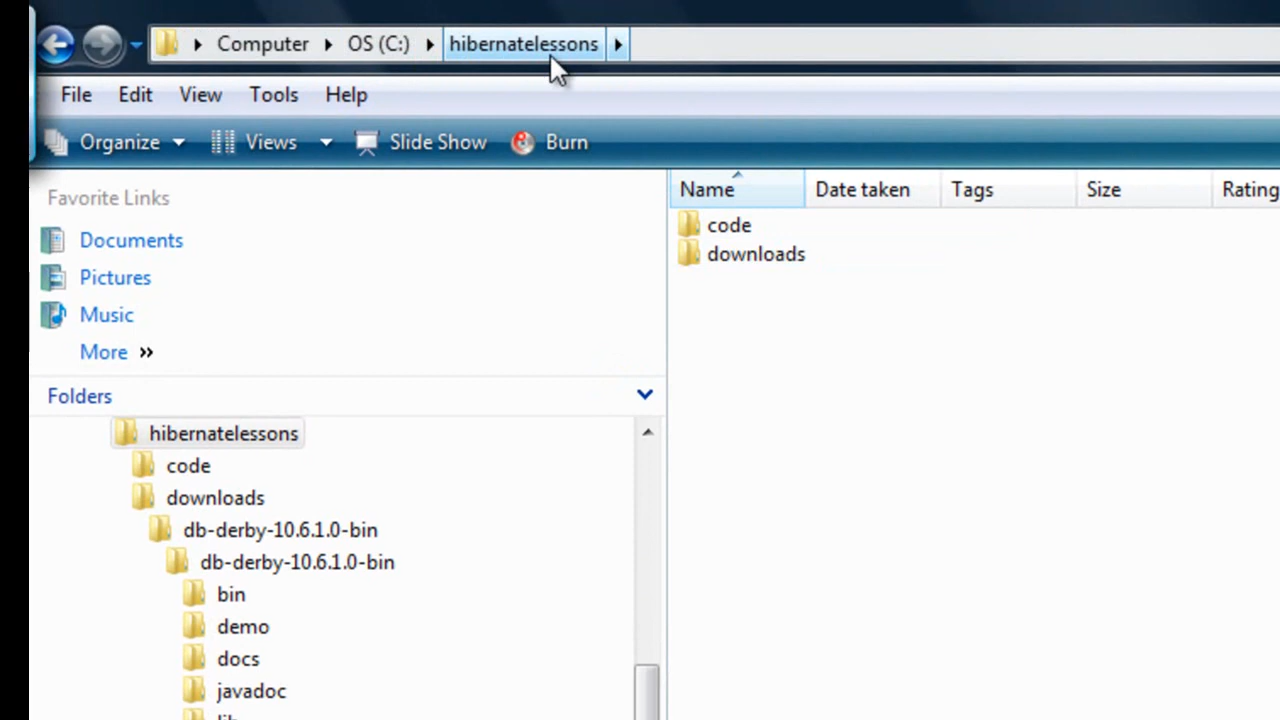 Computer OS (C:) hibernatelessons
File Edit View Tools Help
Organize Views Slide Show Burn
Favorite Links
Documents
Pictures
Music
More »
Folders
hibernatelessons
code
downloads
db-derby-10.6.1.0-bin
db-derby-10.6.1.0-bin
bin
demo
docs
javadoc
Name Date taken Tags Size Rating
code
downloads